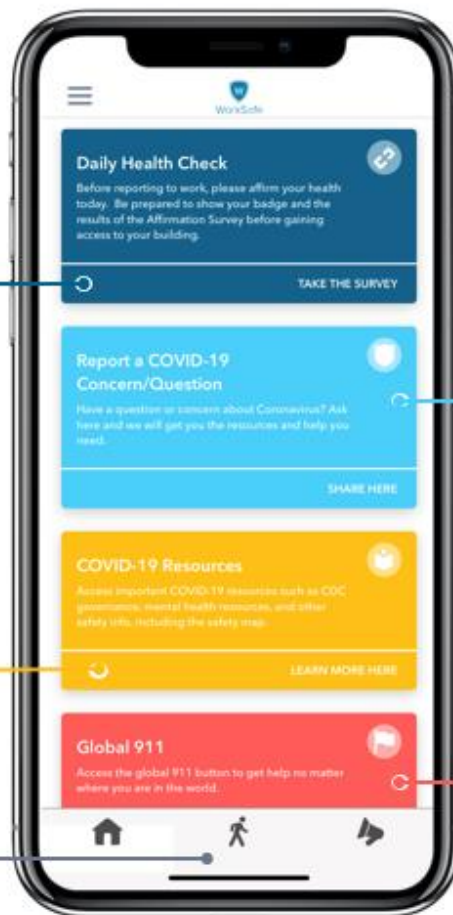 W
WorkSafe
Daily Health Check
Before reporting to work, please affirm your health
today. Be prepared to show your badge and the
results of the Affirmation Survey before gaining
access to your building.
TAKE THE SURVEY
Report a COVID-19
Concern/Question
Have a question or concern about Coronavirus? Ask
here and we will get you the resources and help you
need.
SHARE HERE
COVID-19 Resources
Access important COVID-19 resources such as CDC
governance, mental health resources, and other
safety info, including the safety map.
LEARN MORE HERE
Global 911
Access the global 911 button to get help no matter
where you are in the world.